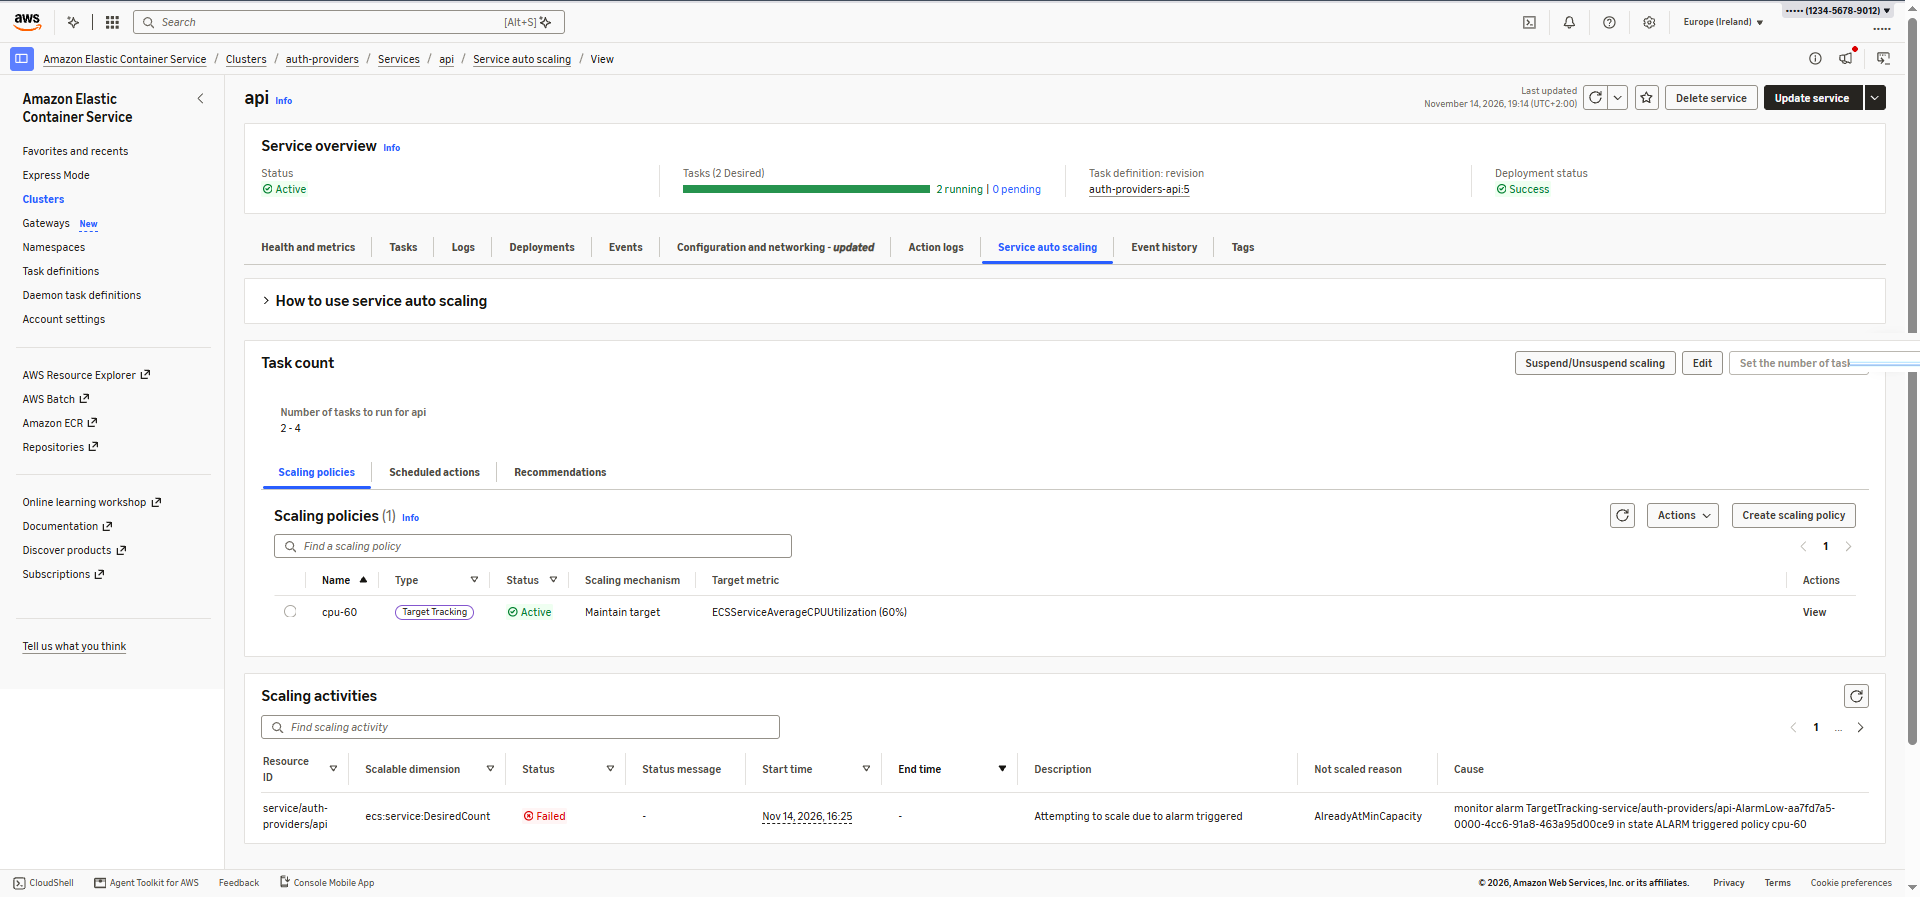 aws
Search [Alt+S]
Europe (Ireland)
••••• (1234-5678-9012)
•••••
Amazon Elastic Container Service / Clusters / auth-providers / Services / api / Service auto scaling / View
Amazon Elastic
Container Service
Favorites and recents
Express Mode
Clusters
Gateways New
Namespaces
Task definitions
Daemon task definitions
Account settings
AWS Resource Explorer
AWS Batch
Amazon ECR
Repositories
Online learning workshop
Documentation
Discover products
Subscriptions
Tell us what you think
api Info
Last updated
November 14, 2026, 19:14 (UTC+2:00)
Delete service
Update service
Service overview Info
Status
Active
Tasks (2 Desired)
2 running | 0 pending
Task definition: revision
auth-providers-api:5
Deployment status
Success
Health and metrics
Tasks
Logs
Deployments
Events
Configuration and networking - updated
Action logs
Service auto scaling
Event history
Tags
How to use service auto scaling
Task count
Suspend/Unsuspend scaling
Edit
Set the number of
Number of tasks to run for api
2 - 4
Scaling policies
Scheduled actions
Recommendations
Scaling policies (1) Info
Actions
Create scaling policy
Find a scaling policy
1
Name Type Status Scaling mechanism Target metric Actions
cpu-60 Target Tracking Active Maintain target ECSServiceAverageCPUUtilization (60%) View
Scaling activities
Find scaling activity
1 ...
Resource
ID
Scalable dimension
Status
Status message
Start time
End time
Description
Not scaled reason
Cause
service/auth-
providers/api
ecs:service:DesiredCount
Failed
-
Nov 14, 2026, 16:25
-
Attempting to scale due to alarm triggered
AlreadyAtMinCapacity
monitor alarm TargetTracking-service/auth-providers/api-AlarmLow-aa7fd7a5-
0000-4cc6-91a8-463a95d00ce9 in state ALARM triggered policy cpu-60
CloudShell
Agent Toolkit for AWS
Feedback
Console Mobile App
© 2026, Amazon Web Services, Inc. or its affiliates.
Privacy
Terms
Cookie preferences